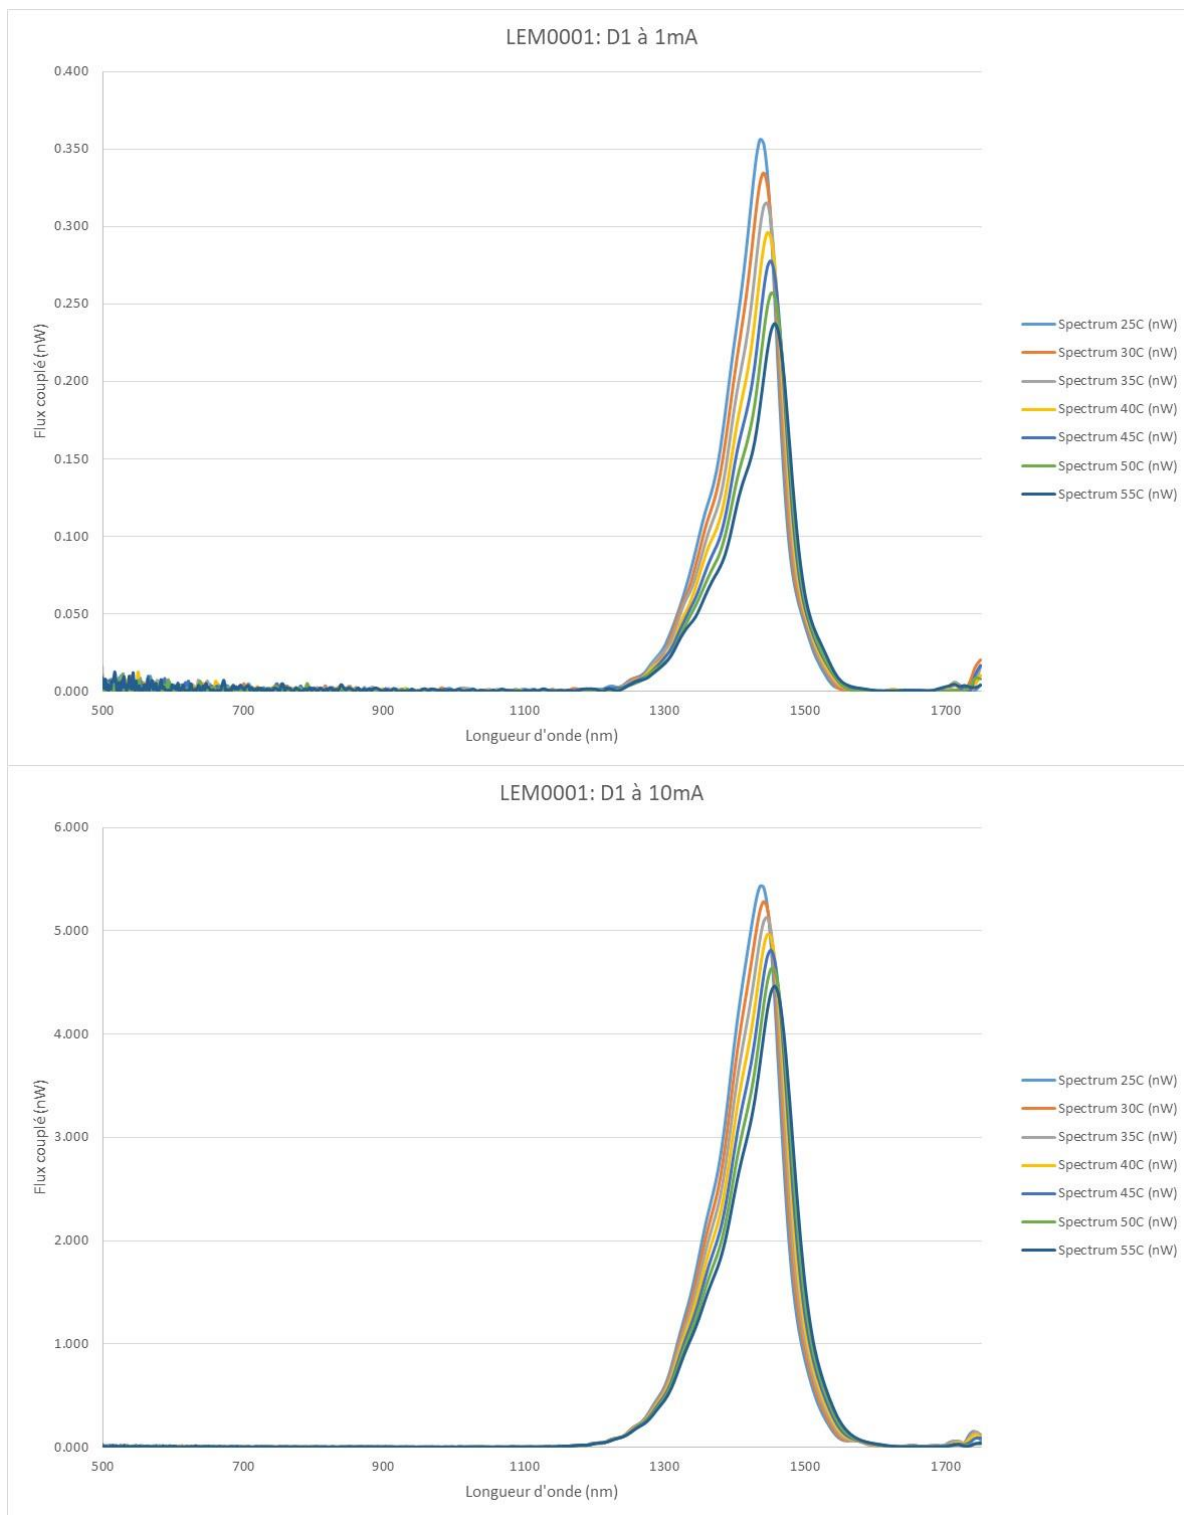 LEM0001: D1 à 1mA
0.400
0.350
0.300
0.250
0.200
0.150
0.100
0.050
0.000
Flux couplé (nW)
500 700 900 1100 1300 1500 1700
Longueur d'onde (nm)
Spectrum 25C (nW)
Spectrum 30C (nW)
Spectrum 35C (nW)
Spectrum 40C (nW)
Spectrum 45C (nW)
Spectrum 50C (nW)
Spectrum 55C (nW)
LEM0001: D1 à 10mA
6.000
5.000
4.000
3.000
2.000
1.000
0.000
Flux couplé (nW)
500 700 900 1100 1300 1500 1700
Longueur d'onde (nm)
Spectrum 25C (nW)
Spectrum 30C (nW)
Spectrum 35C (nW)
Spectrum 40C (nW)
Spectrum 45C (nW)
Spectrum 50C (nW)
Spectrum 55C (nW)